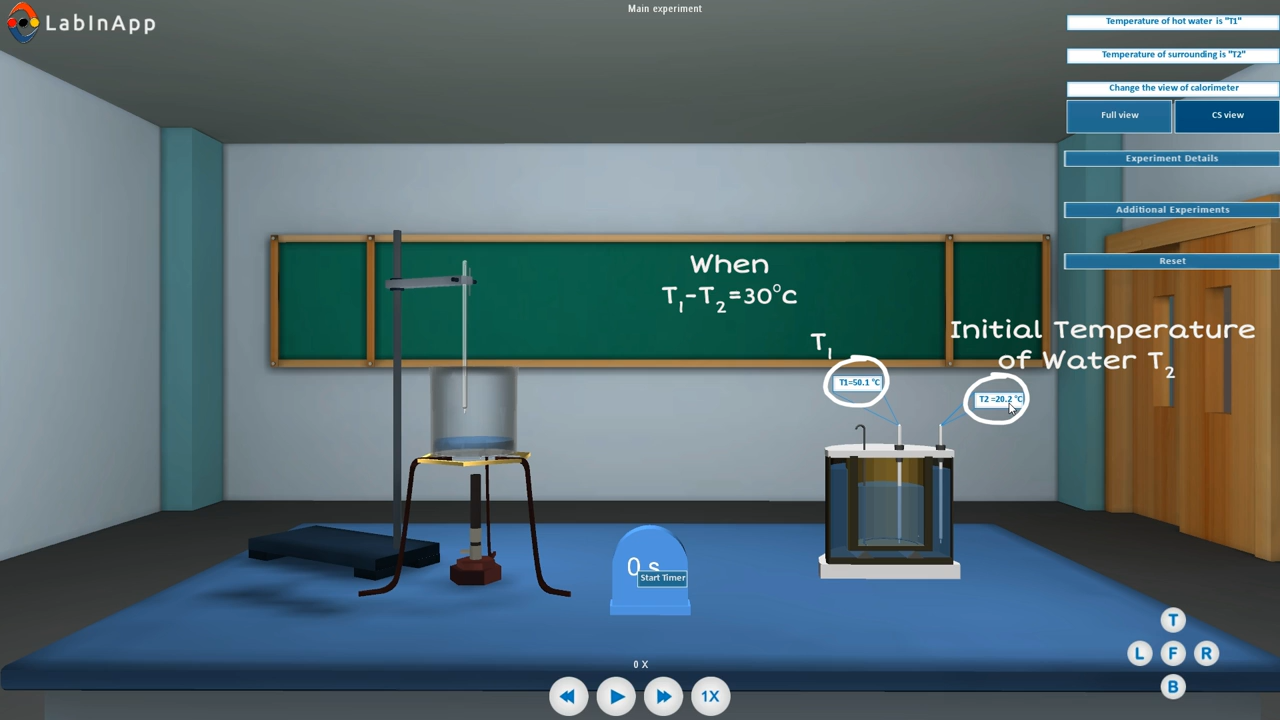 Main experiment
LabInApp
Temperature of hot water is "T1"
Temperature of surrounding is "T2"
Change the view of calorimeter
Full view
CS view
Experiment Details
Additional Experiments
Reset
When
T1-T2=30°c
Initial Temperature
of Water T2
T1
T1=50.1 °C
T2 =20.2 °C
0 s
Start Timer
T
L F R
B
0 X
1X